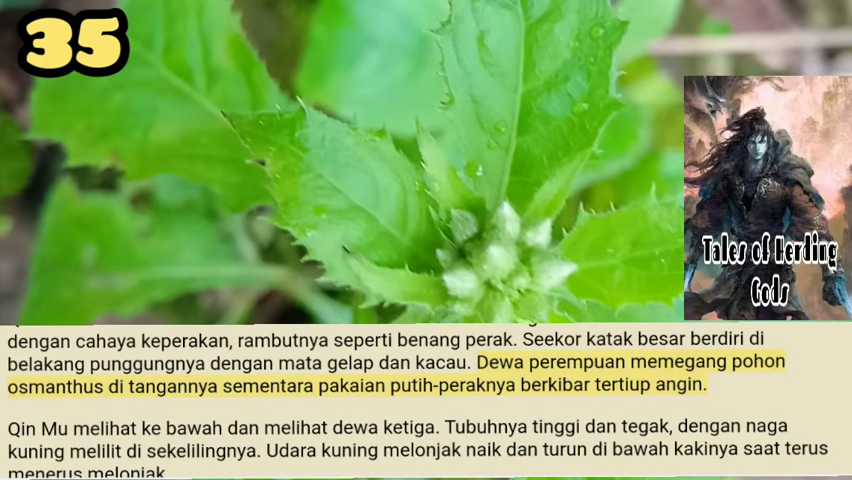 35
Tales of Herding
Gods
dengan cahaya keperakan, rambutnya seperti benang perak. Seekor katak besar berdiri di
belakang punggungnya dengan mata gelap dan kacau. Dewa perempuan memegang pohon
osmanthus di tangannya sementara pakaian putih-peraknya berkibar tertiup angin.
Qin Mu melihat ke bawah dan melihat dewa ketiga. Tubuhnya tinggi dan tegak, dengan naga
kuning melilit di sekelilingnya. Udara kuning melonjak naik dan turun di bawah kakinya saat terus
menerus melonjak